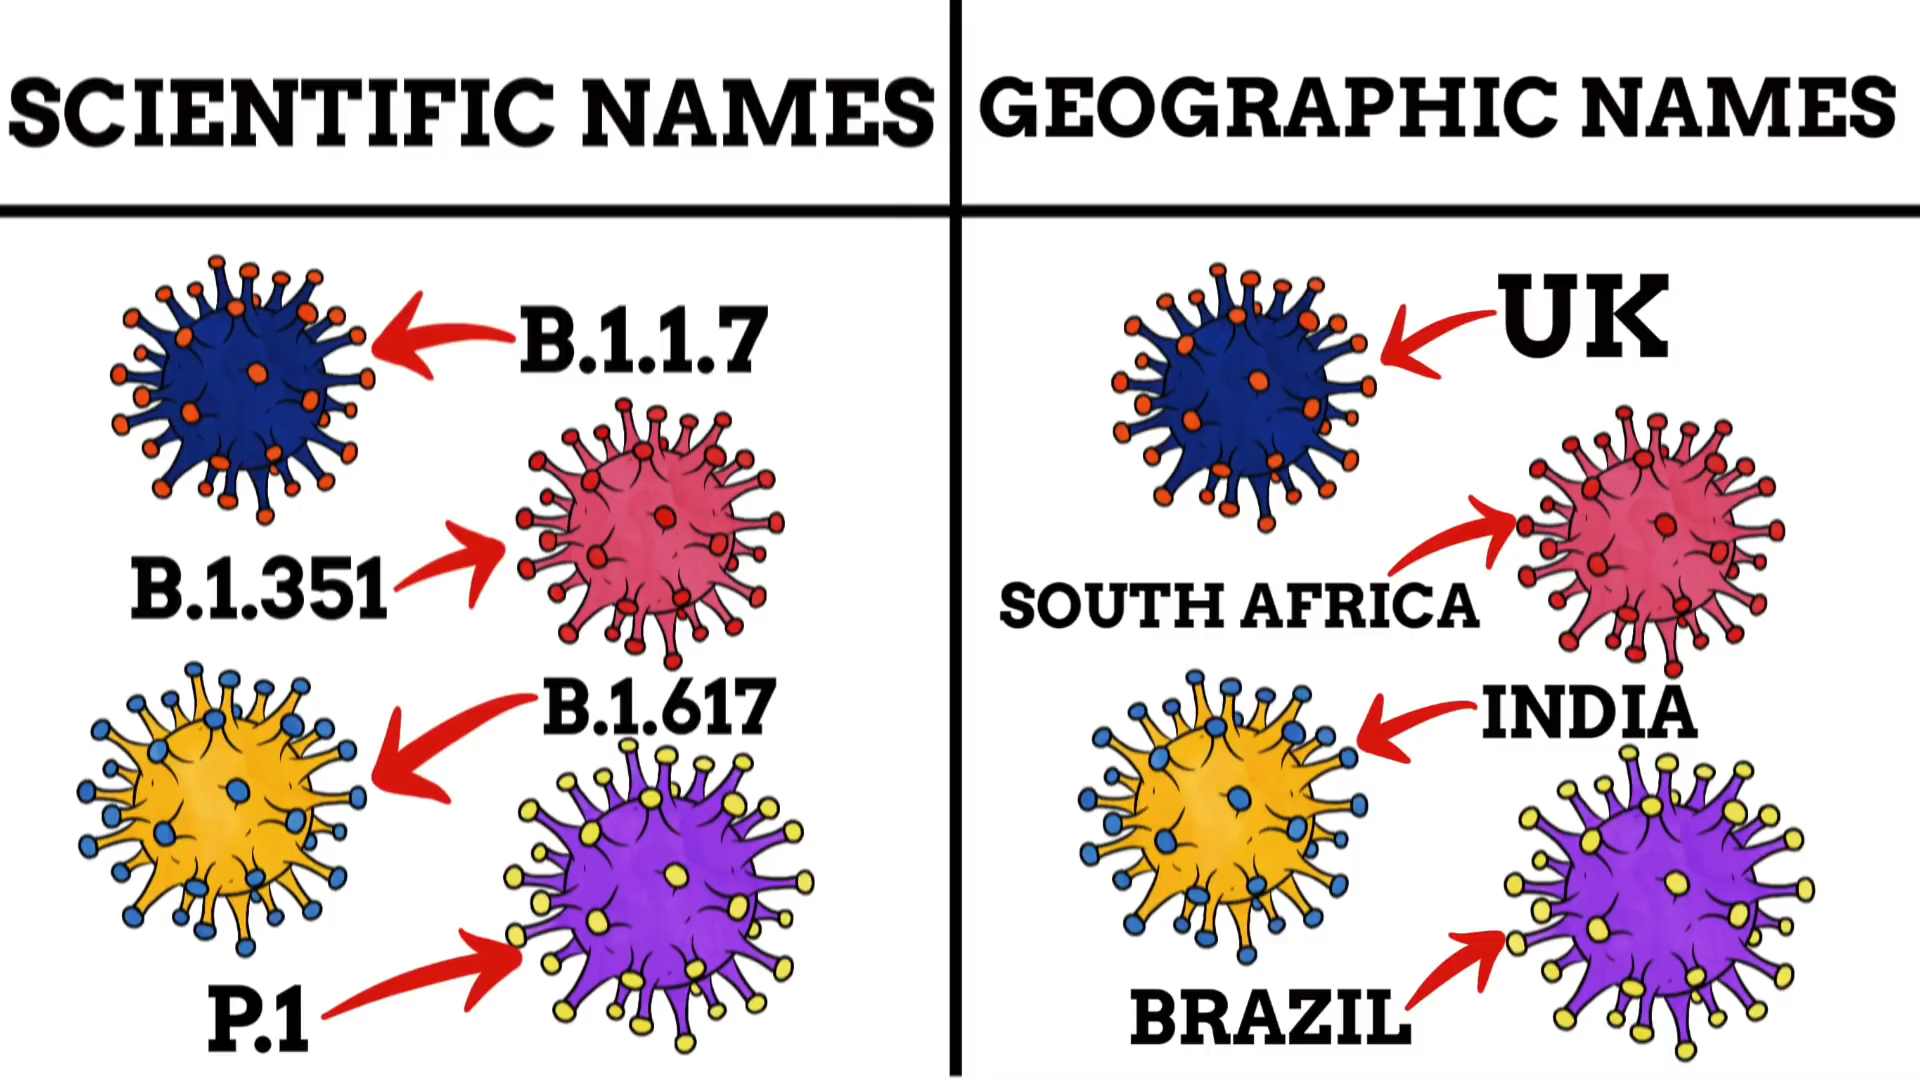 SCIENTIFIC NAMES
GEOGRAPHIC NAMES
B.1.1.7
B.1.351
B.1.617
P.1
UK
SOUTH AFRICA
INDIA
BRAZIL